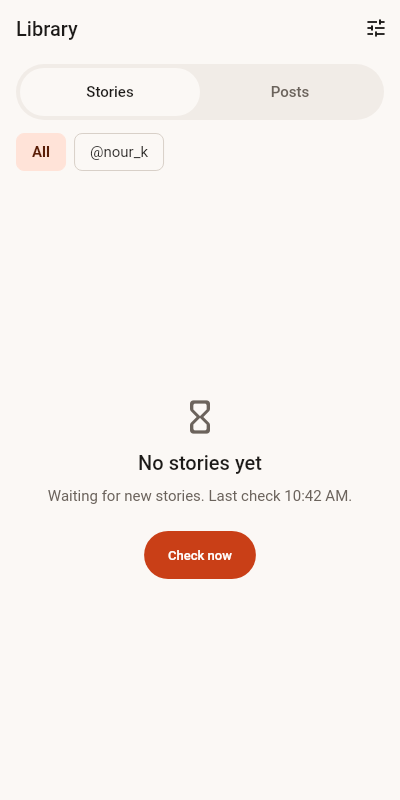 Library
Stories
Posts
All
@nour_k
No stories yet
Waiting for new stories. Last check 10:42 AM.
Check now